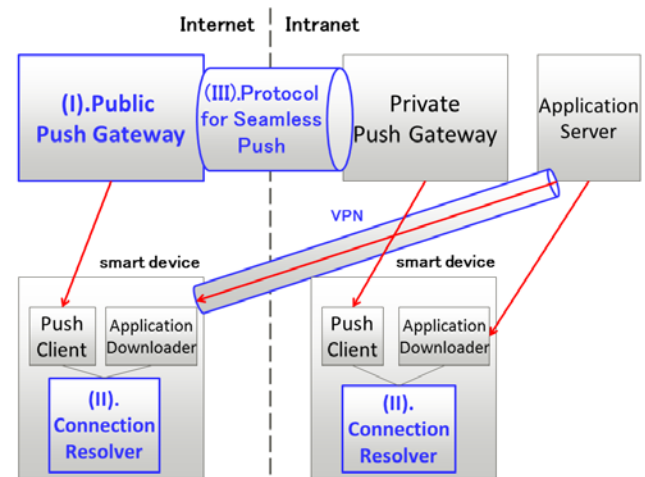 Internet
Intranet
(I).Public
Push Gateway
(III).Protocol
for Seamless
Push
Private
Push Gateway
Application
Server
VPN
smart device
smart device
Push
Client
Application
Downloader
(II).
Connection
Resolver
Push
Client
Application
Downloader
(II).
Connection
Resolver